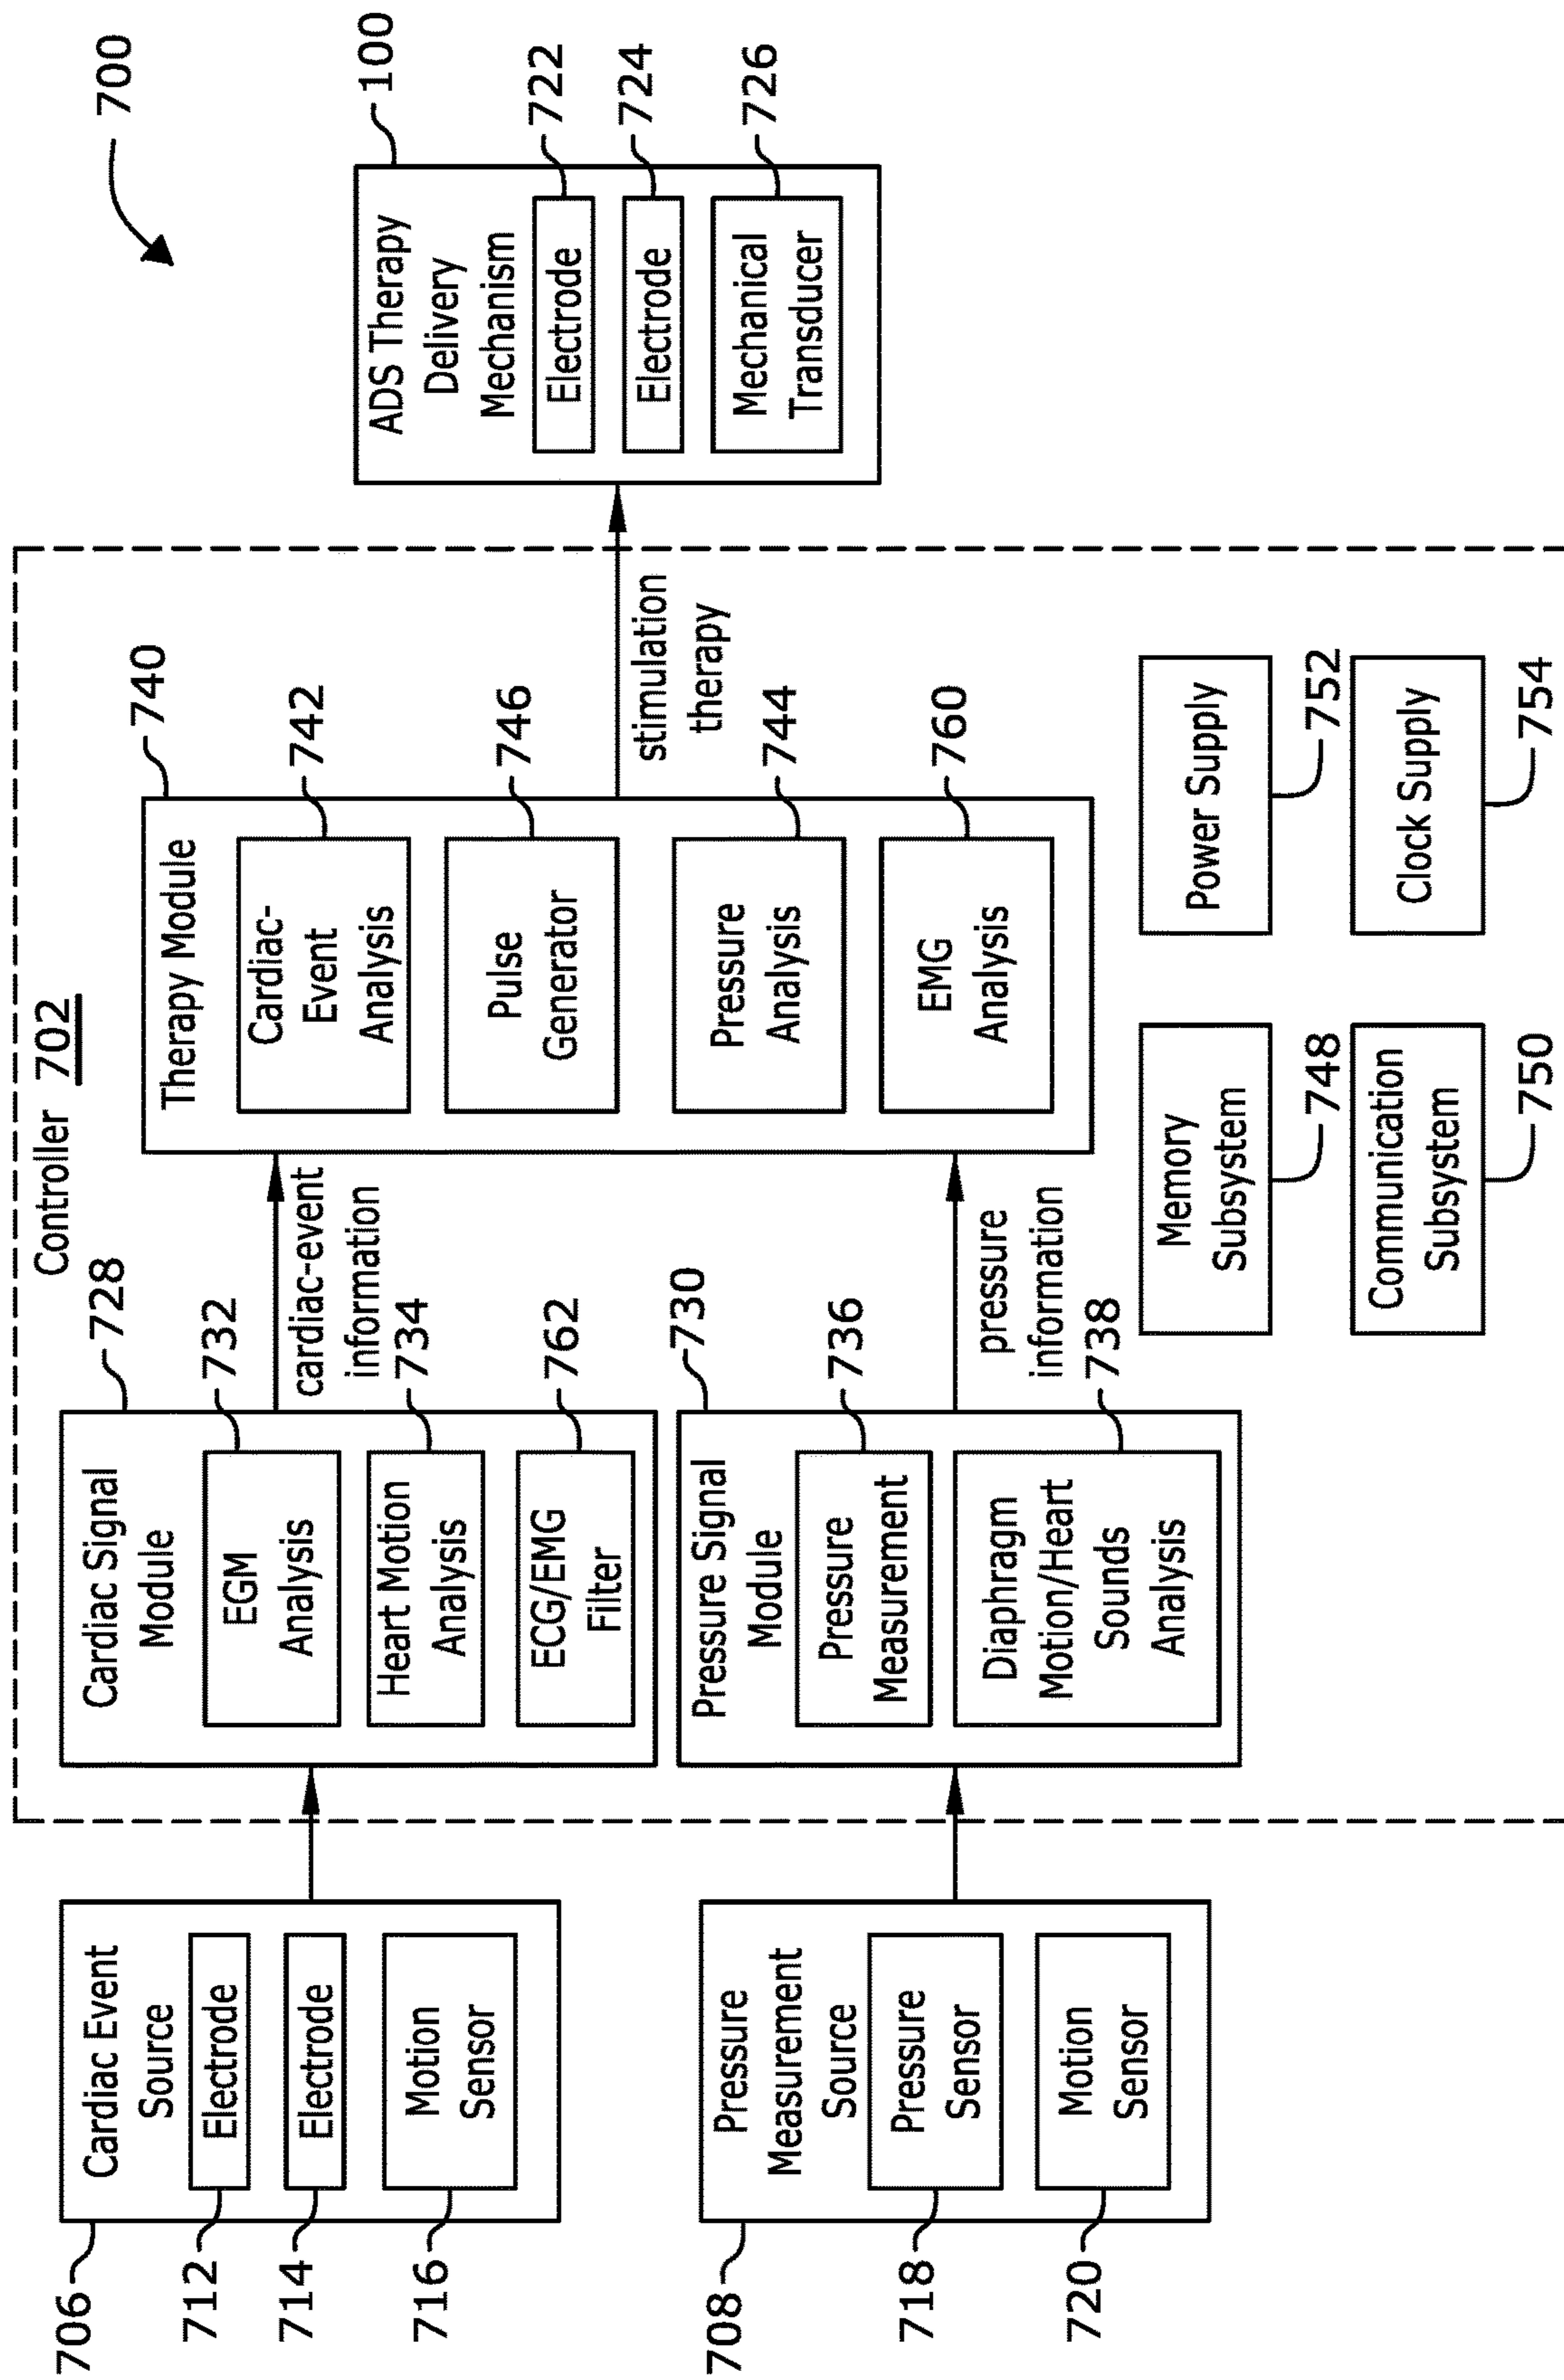 700
Controller 702
706
Cardiac Event
Source
712
Electrode
714
Electrode
716
Motion
Sensor
708
Pressure
Measurement
Source
718
Pressure
Sensor
720
Motion
Sensor
728
Cardiac Signal
Module
732
EGM
Analysis
734
Heart Motion
Analysis
762
ECG/EMG
Filter
730
Pressure Signal
Module
736
Pressure
Measurement
738
Diaphragm
Motion/Heart
Sounds
Analysis
cardiac-event
information
pressure
information
740
Therapy Module
742
Cardiac-
Event
Analysis
746
Pulse
Generator
744
Pressure
Analysis
760
EMG
Analysis
Memory
Subsystem
748
Power Supply
752
Communication
Subsystem
750
Clock Supply
754
stimulation
therapy
100
ADS Therapy
Delivery
Mechanism
722
Electrode
724
Electrode
726
Mechanical
Transducer